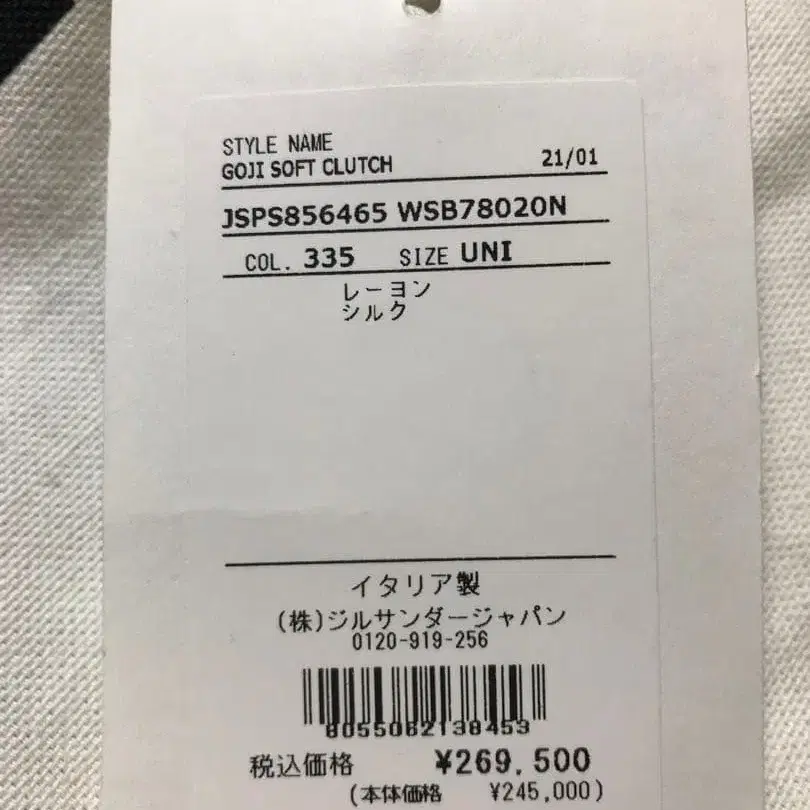 STYLE NAME
GOJI SOFT CLUTCH 21/01
JSPS856465 WSB78020N
COL. 335 SIZE UNI
レーヨン
シルク
イタリア製
(株)ジルサンダージャパン
0120-919-256
8055062138453
税込価格 ¥269,500
(本体価格 ¥245,000)